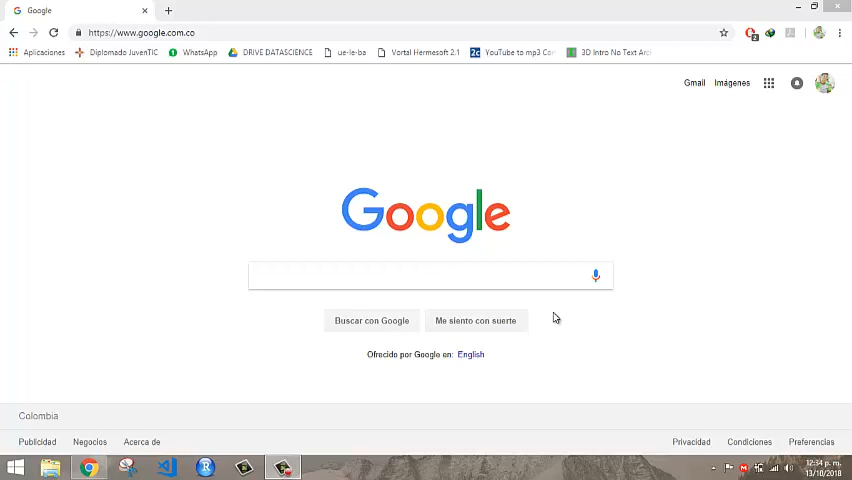 Google
https://www.google.com.co
Aplicaciones
Diplomado JuvenTIC
WhatsApp
DRIVE DATASCIENCE
ue-le-ba
Vortal Hermesoft 2.1
YouTube to mp3 Con
3D Intro No Text Arc
Gmail
Imágenes
Google
Buscar con Google
Me siento con suerte
Ofrecido por Google en: English
Colombia
Publicidad
Negocios
Acerca de
Privacidad
Condiciones
Preferencias
12:34 p. m.
13/10/2018